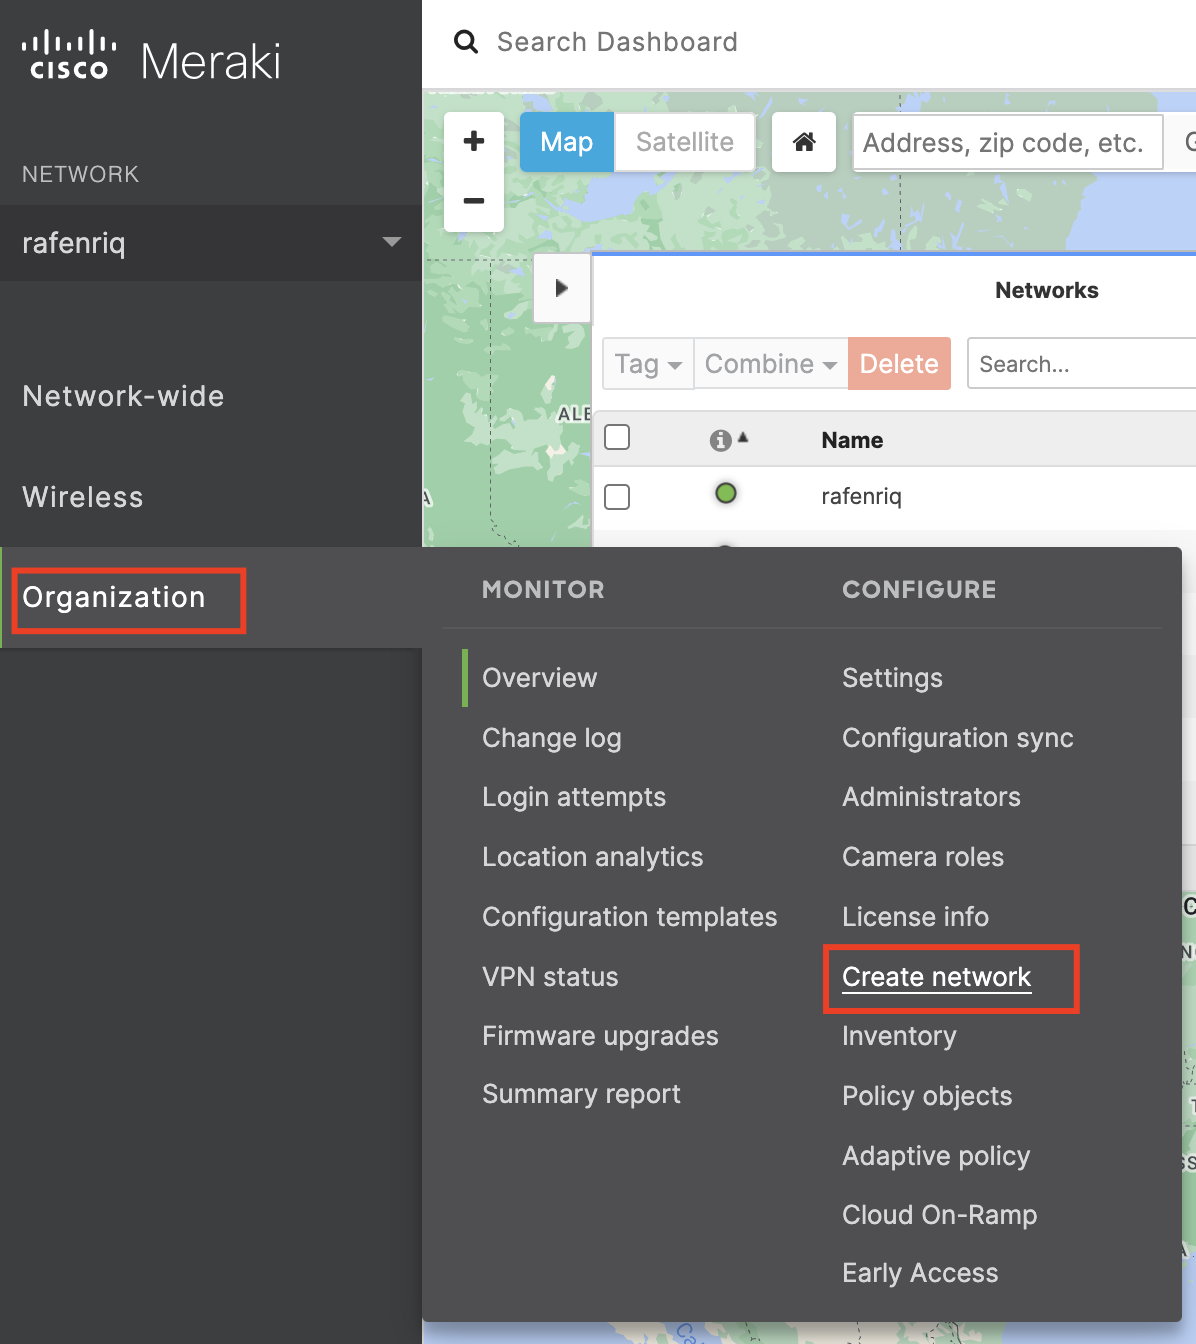 CISCO Meraki
Search Dashboard
NETWORK
rafenriq
Network-wide
Wireless
Organization
+
−
Map Satellite
Address, zip code, etc.
Networks
Tag Combine Delete Search...
Name
rafenriq
MONITOR
Overview
Change log
Login attempts
Location analytics
Configuration templates
VPN status
Firmware upgrades
Summary report
CONFIGURE
Settings
Configuration sync
Administrators
Camera roles
License info
Create network
Inventory
Policy objects
Adaptive policy
Cloud On-Ramp
Early Access